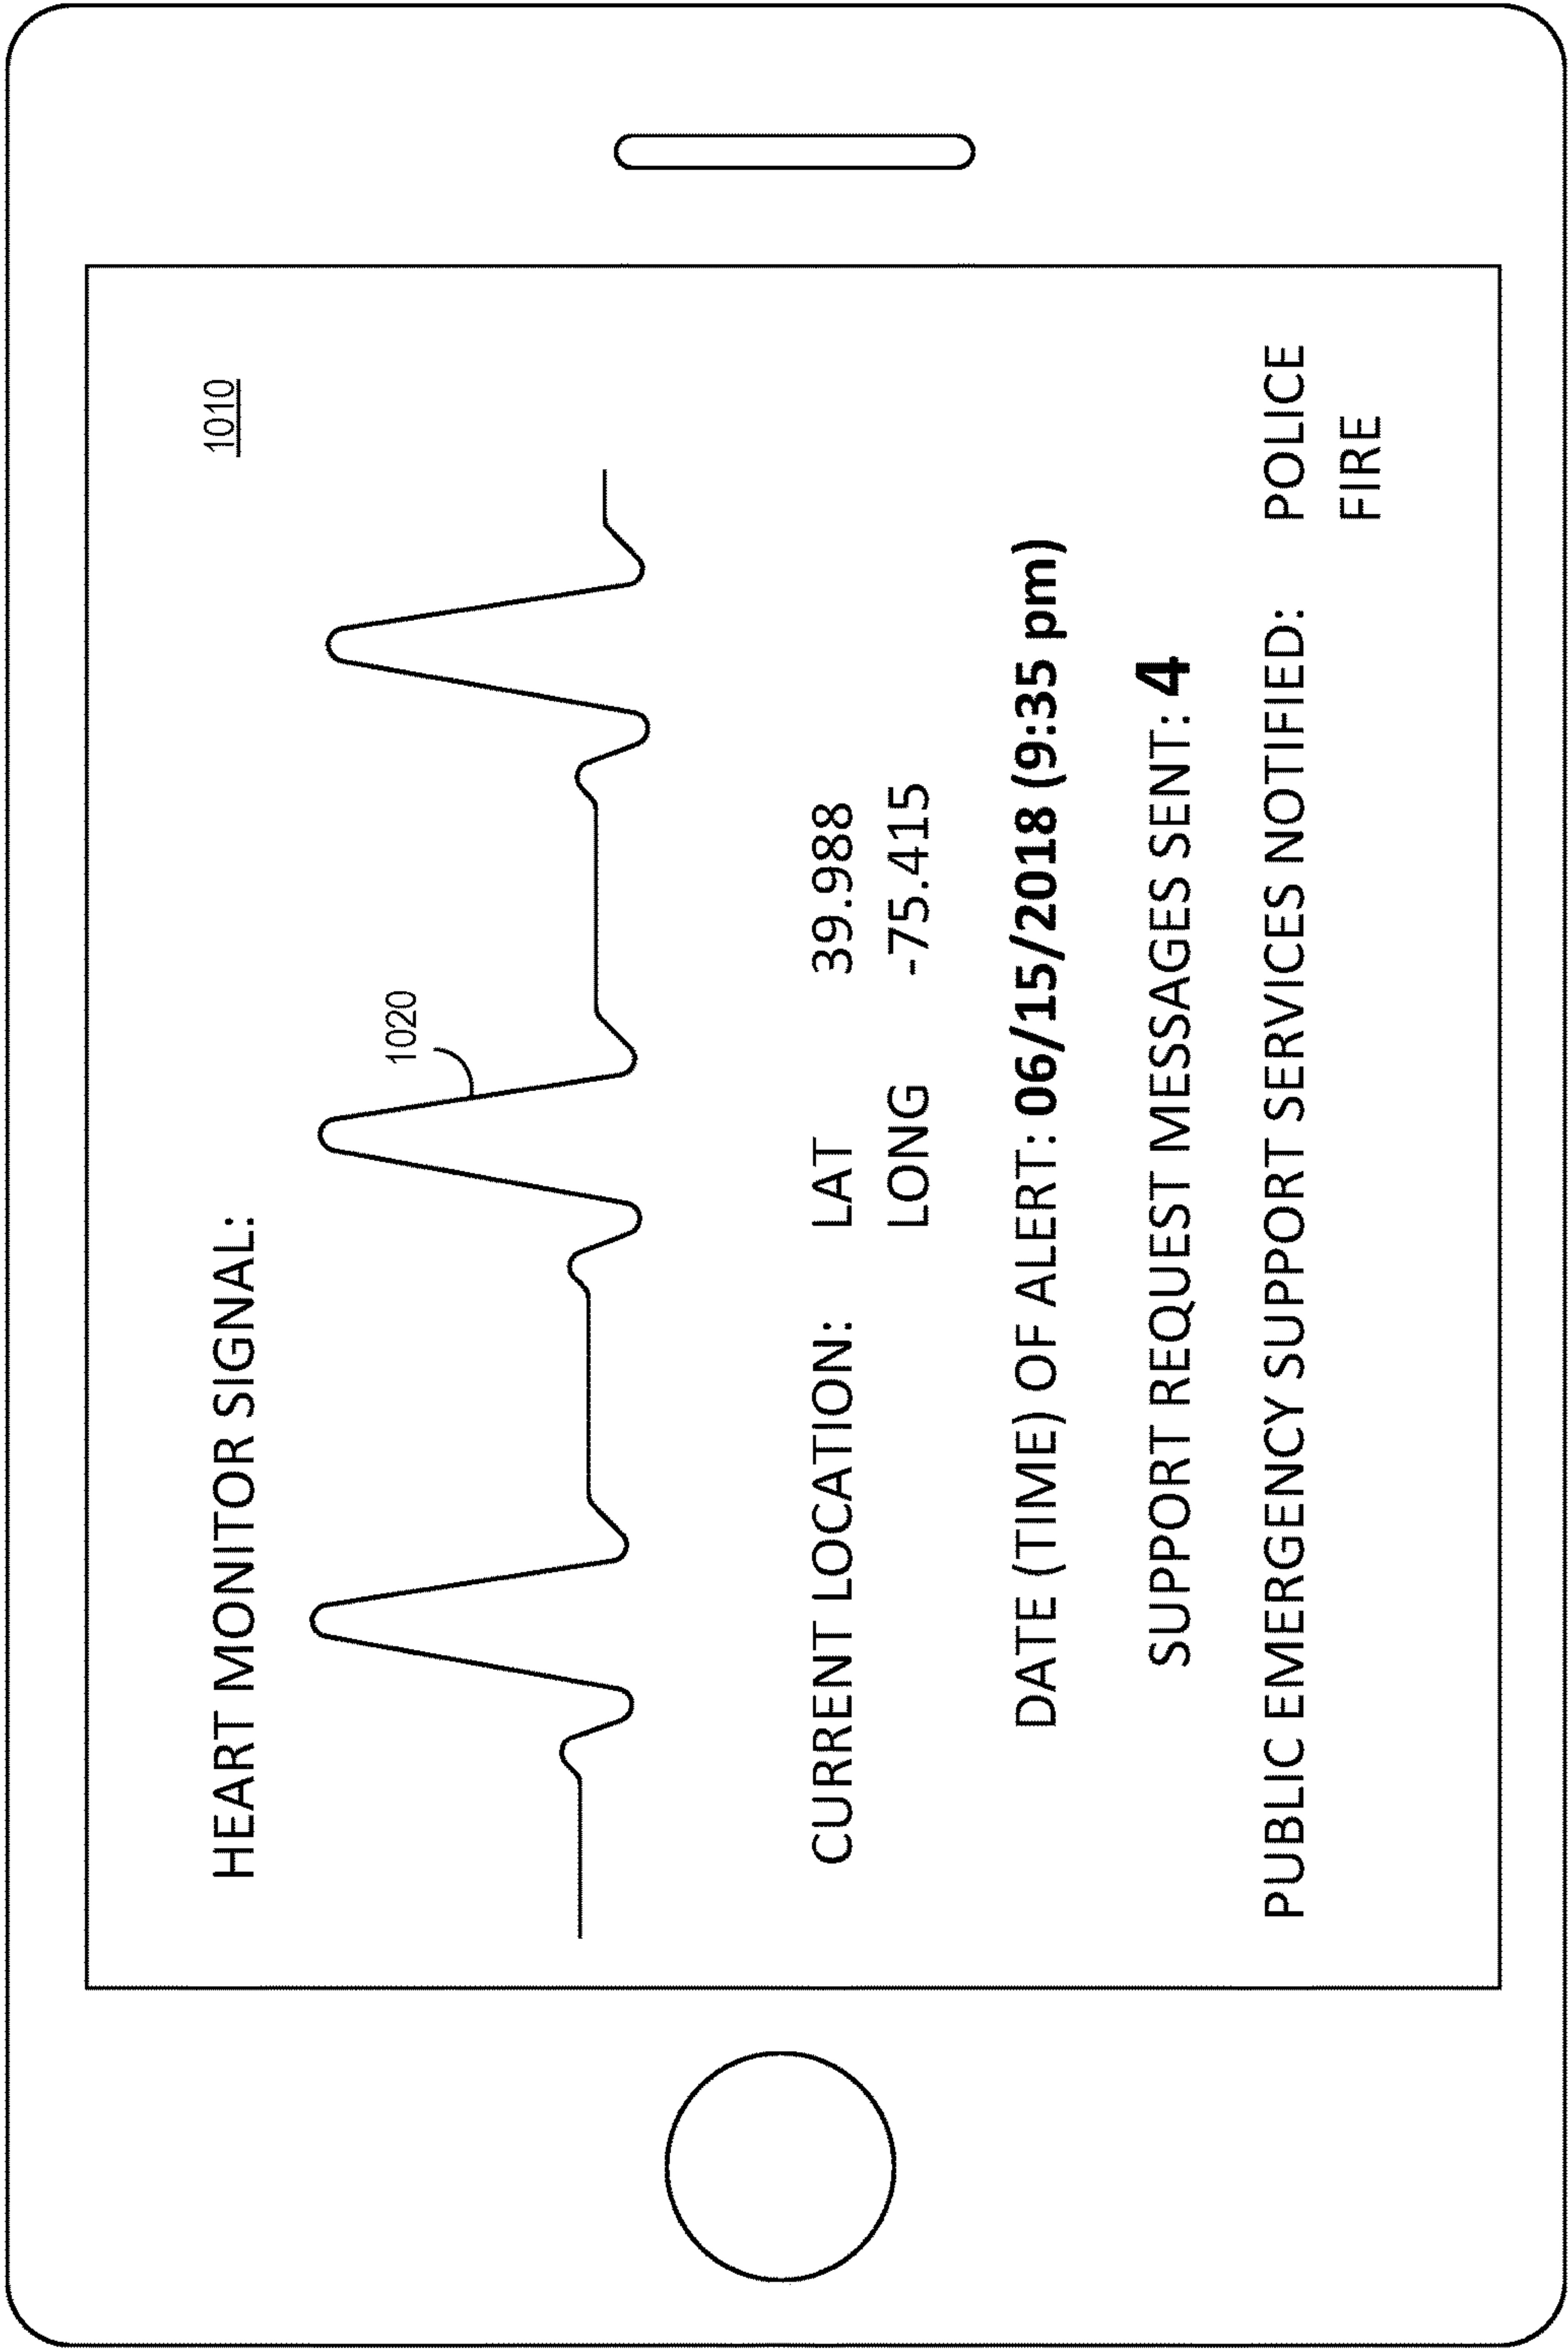 1010
HEART MONITOR SIGNAL:
1020
CURRENT LOCATION: LAT 39.988
LONG -75.415
DATE (TIME) OF ALERT: 06/15/2018 (9:35 pm)
SUPPORT REQUEST MESSAGES SENT: 4
PUBLIC EMERGENCY SUPPORT SERVICES NOTIFIED: POLICE
FIRE